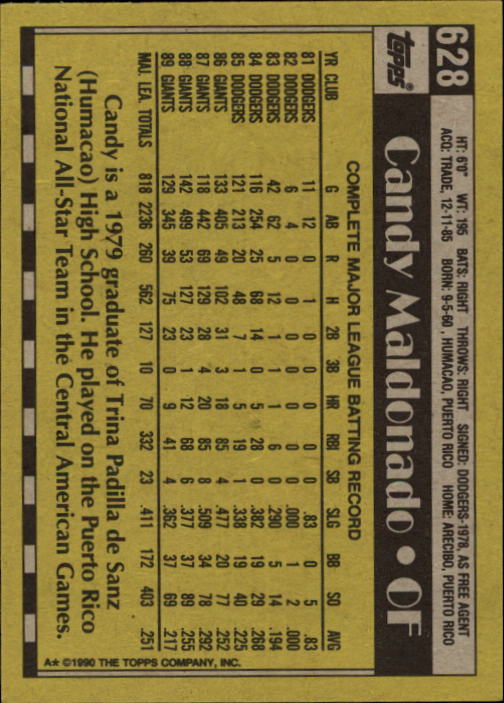 628
topps®
HT: 6'0" WT: 195 BATS: RIGHT THROWS: RIGHT SIGNED: DODGERS-1978, AS FREE AGENT
ACQ: TRADE, 12-11-85 BORN: 9-5-60, HUMACAO, PUERTO RICO HOME: ARECIBO, PUERTO RICO
Candy Maldonado • OF
COMPLETE MAJOR LEAGUE BATTING RECORD
YR CLUB G AB R H 2B 3B HR RBI SB SLG BB SO AVG
81 DODGERS 11 12 0 1 0 0 0 0 0 .83 0 5 .83
82 DODGERS 6 4 0 0 0 0 0 0 0 .000 1 2 .000
83 DODGERS 42 62 5 12 1 1 1 6 0 .290 5 14 .194
84 DODGERS 116 254 25 68 14 0 5 28 0 .382 19 29 .268
85 DODGERS 121 213 20 48 7 1 5 19 1 .338 19 40 .225
86 GIANTS 133 405 49 102 31 3 18 85 4 .477 20 77 .252
87 GIANTS 118 442 69 129 28 4 20 85 8 .509 34 78 .292
88 GIANTS 142 499 53 127 23 1 12 68 6 .377 37 89 .255
89 GIANTS 129 345 39 75 23 0 9 41 4 .362 37 69 .217
MAJ. LEA. TOTALS 818 2236 260 562 127 10 70 332 23 .411 172 403 .251
Candy is a 1979 graduate of Trina Padilla de Sanz
(Humacao) High School. He played on the Puerto Rico
National All-Star Team in the Central American Games.
A★ ©1990 THE TOPPS COMPANY, INC.